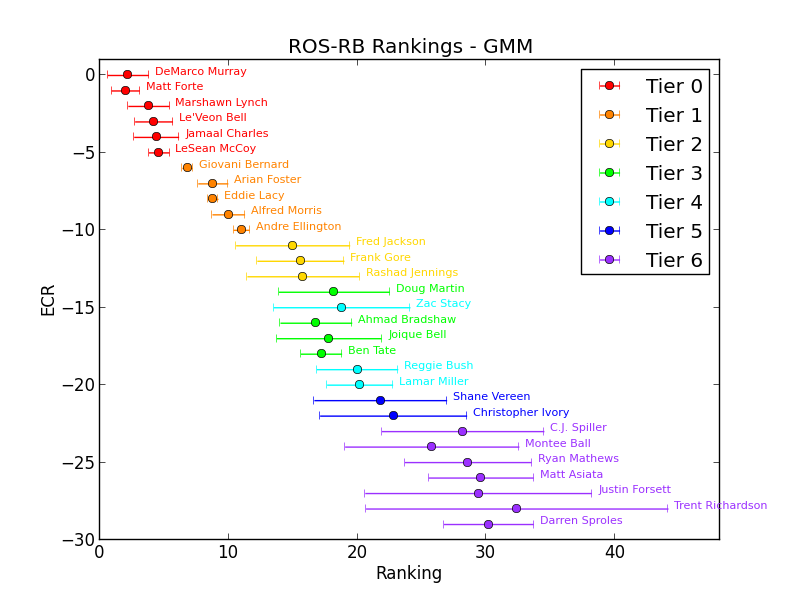 ROS-RB Rankings - GMM
DeMarco Murray
Matt Forte
Marshawn Lynch
Le'Veon Bell
Jamaal Charles
LeSean McCoy
Giovani Bernard
Arian Foster
Eddie Lacy
Alfred Morris
Andre Ellington
Fred Jackson
Frank Gore
Rashad Jennings
Doug Martin
Zac Stacy
Ahmad Bradshaw
Joique Bell
Ben Tate
Reggie Bush
Lamar Miller
Shane Vereen
Christopher Ivory
C.J. Spiller
Montee Ball
Ryan Mathews
Matt Asiata
Justin Forsett
Trent Richardson
Darren Sproles
Tier 0
Tier 1
Tier 2
Tier 3
Tier 4
Tier 5
Tier 6
0
−5
−10
−15
−20
−25
−30
ECR
0
10
20
30
40
Ranking